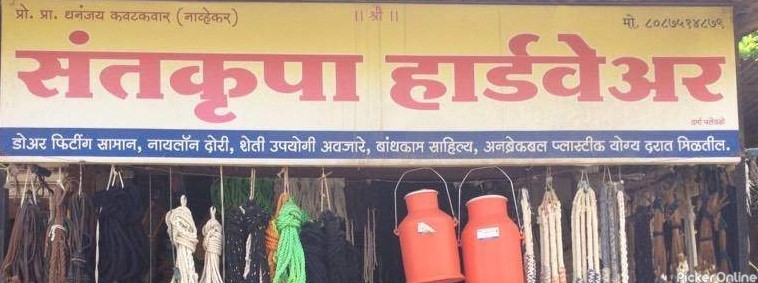 प्रो. प्रा. धनंजय कवटकवार (नाव्हेकर) || श्री || मो. ८०८७५१४८७९
संतकृपा हार्डवेअर
डोअर फिटींग सामान, नायलॉन दोरी, शेती उपयोगी अवजारे, बांधकाम साहित्य, अनब्रेकबल प्लास्टीक योग्य दरात मिळतील.
PickerOnline